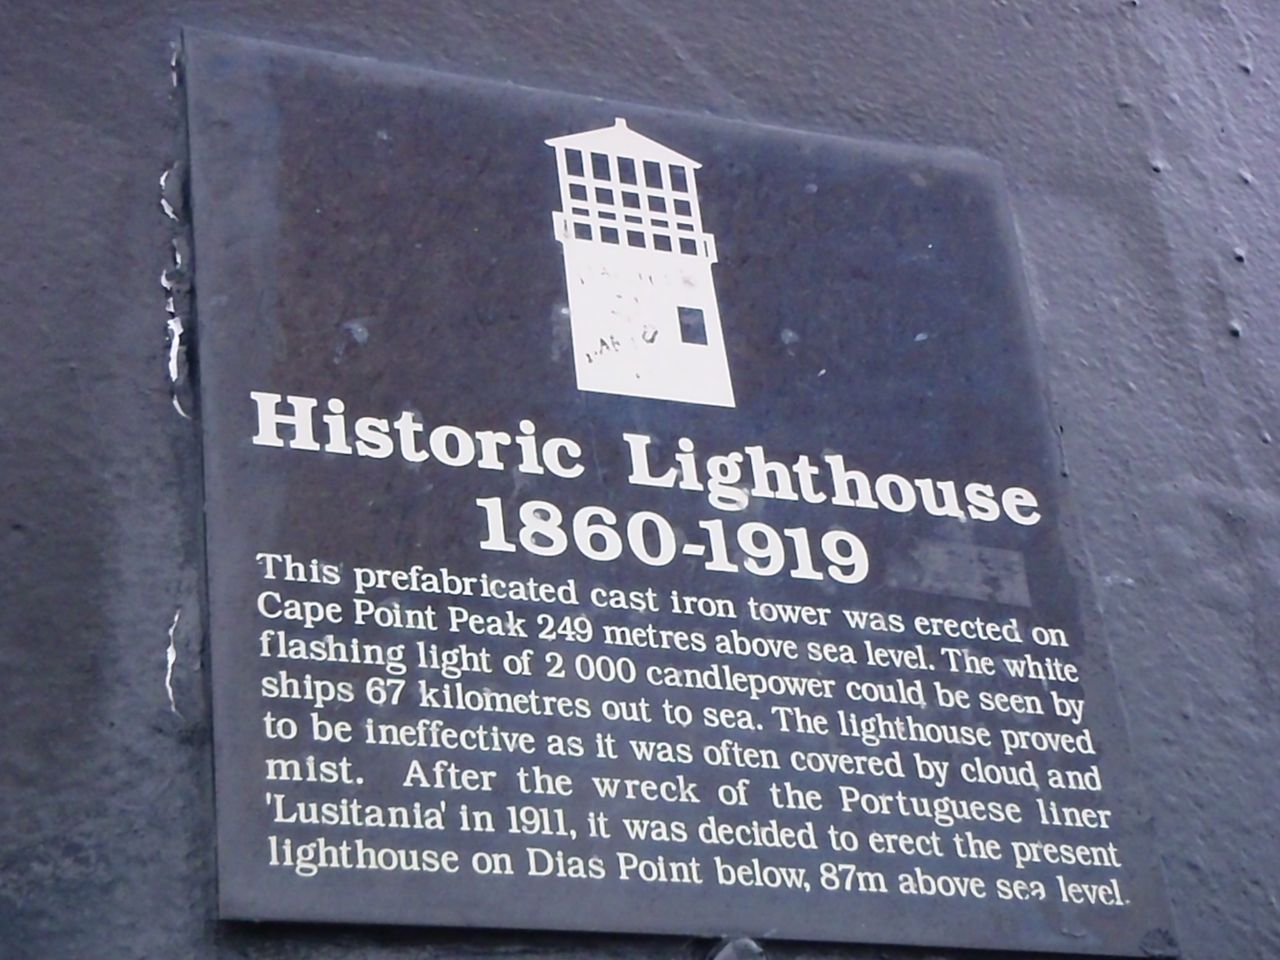 Historic Lighthouse
1860-1919
This prefabricated cast iron tower was erected on
Cape Point Peak 249 metres above sea level. The white
flashing light of 2 000 candlepower could be seen by
ships 67 kilometres out to sea. The lighthouse proved
to be ineffective as it was often covered by cloud and
mist. After the wreck of the Portuguese liner
'Lusitania' in 1911, it was decided to erect the present
lighthouse on Dias Point below, 87m above sea level.